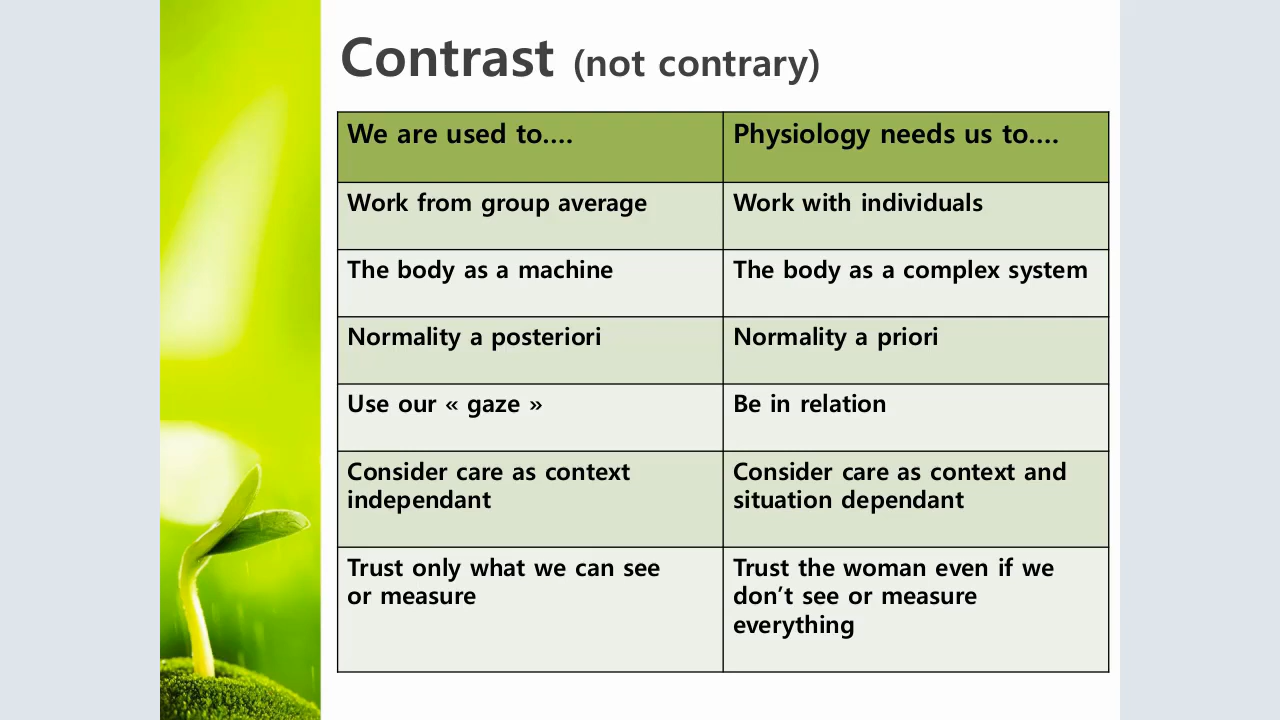 Contrast (not contrary)
We are used to....
Physiology needs us to....
Work from group average
Work with individuals
The body as a machine
The body as a complex system
Normality a posteriori
Normality a priori
Use our « gaze »
Be in relation
Consider care as context
independant
Consider care as context and
situation dependant
Trust only what we can see
or measure
Trust the woman even if we
don’t see or measure
everything